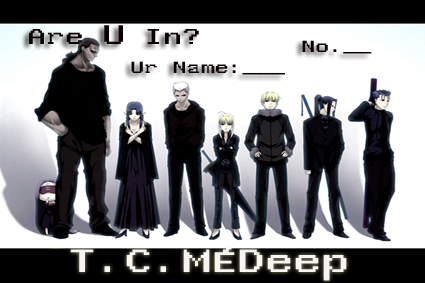 Are U In?
No.__
Ur Name:___
T.C.MÉDeep